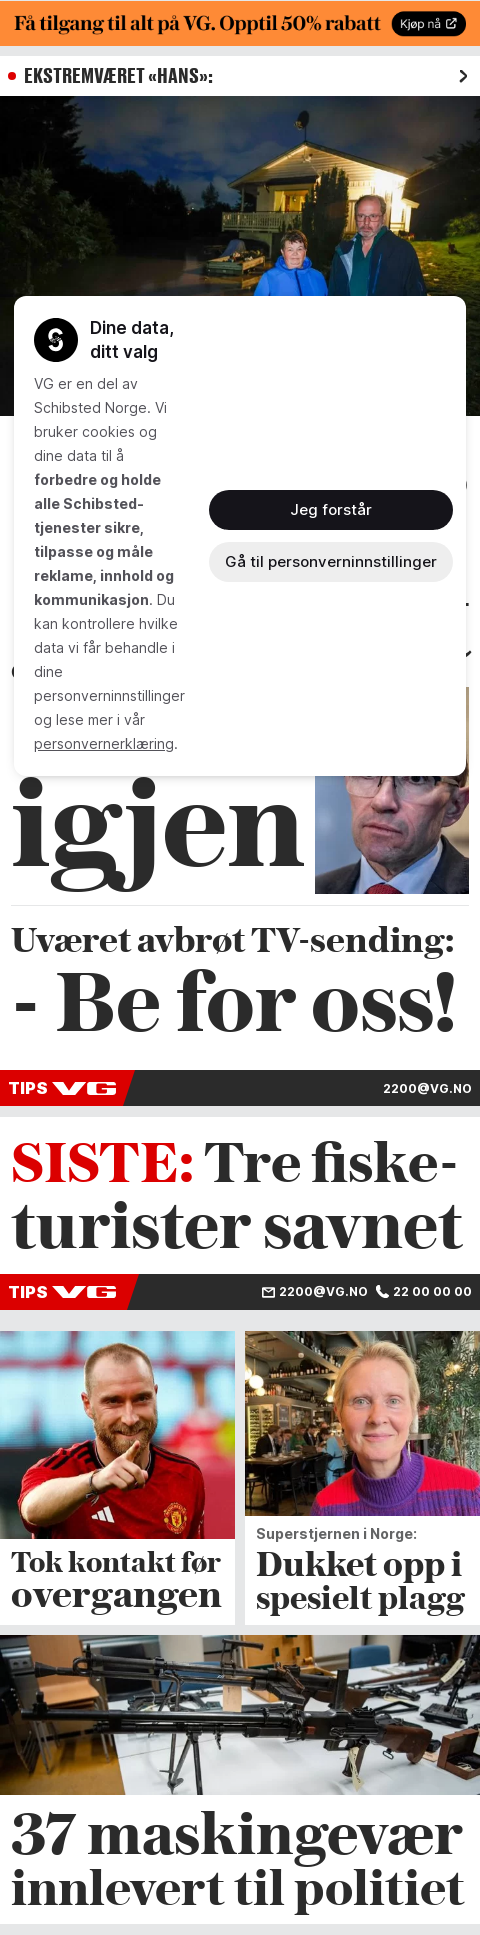 Få tilgang til alt på VG. Opptil 50% rabatt
Kjøp nå
EKSTREMVÆRET «HANS»:
Dine data,
ditt valg
VG er en del av
Schibsted Norge. Vi
bruker cookies og
dine data til å
forbedre og holde
alle Schibsted-
tjenester sikre,
tilpasse og måle
reklame, innhold og
kommunikasjon. Du
kan kontrollere hvilke
data vi får behandle i
dine
personverninnstillinger
og lese mer i vår
personvernerklæring.
Jeg forstår
Gå til personverninnstillinger
igjen
Uværet avbrøt TV-sending:
- Be for oss!
TIPS VG
2200@VG.NO
SISTE: Tre fiske-
turister savnet
TIPS VG
2200@VG.NO 22 00 00 00
Tok kontakt før
overgangen
Superstjernen i Norge:
Dukket opp i
spesielt plagg
37 maskingevær
innlevert til politiet